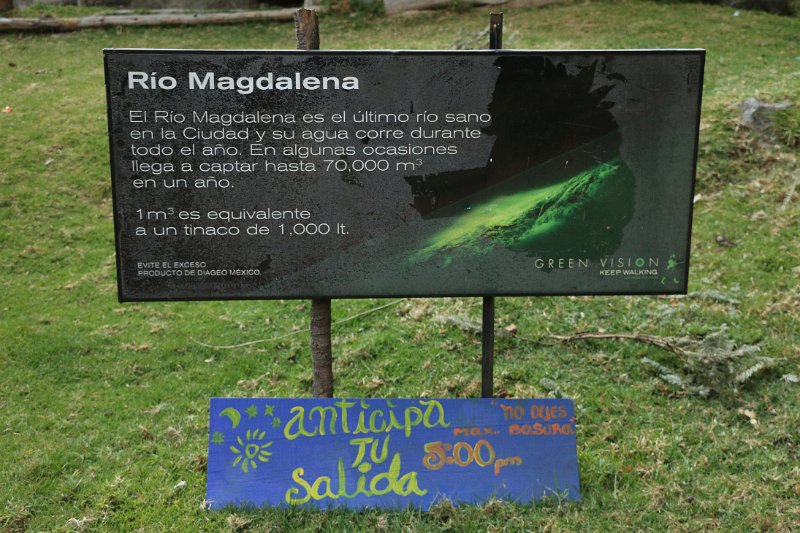 Río Magdalena
El Río Magdalena es el último río sano
en la Ciudad y su agua corre durante
todo el año. En algunas ocasiones
llega a captar hasta 70,000 m³
en un año.
1m³ es equivalente
a un tinaco de 1,000 lt.
EVITE EL EXCESO
PRODUCTO DE DIAGEO MÉXICO.
GREEN VISION
KEEP WALKING
anticipa
TU
Salida
"NO DEJES
MAX. BASURA"
5:00 pm